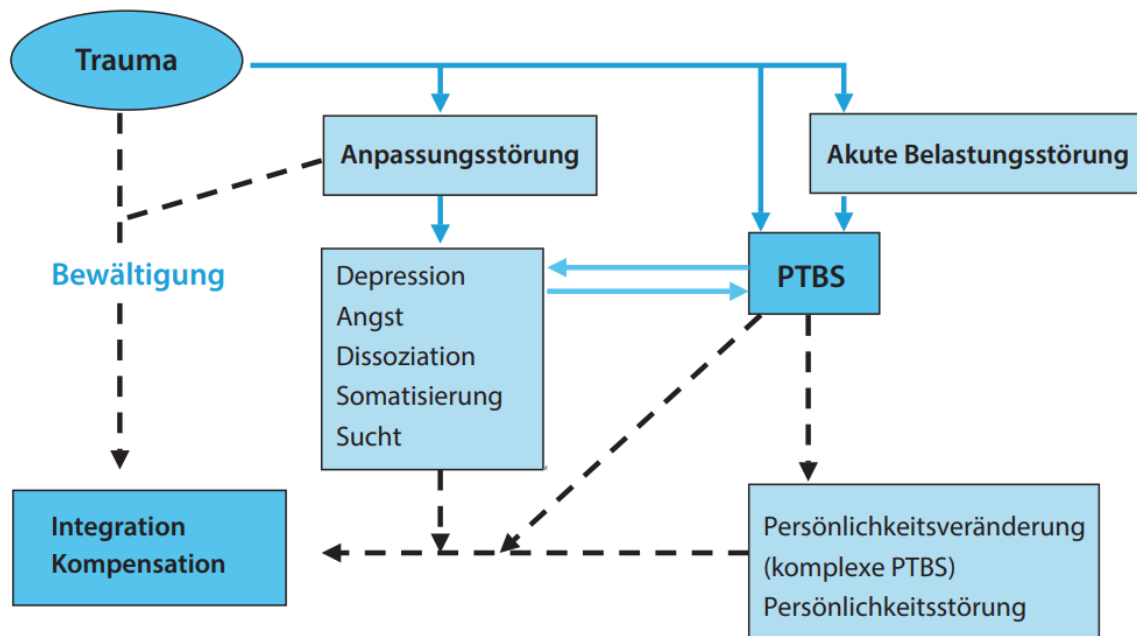 Trauma
Anpassungsstörung
Akute Belastungsstörung
Bewältigung
Depression
Angst
Dissoziation
Somatisierung
Sucht
PTBS
Integration
Kompensation
Persönlichkeitsveränderung
(komplexe PTBS)
Persönlichkeitsstörung